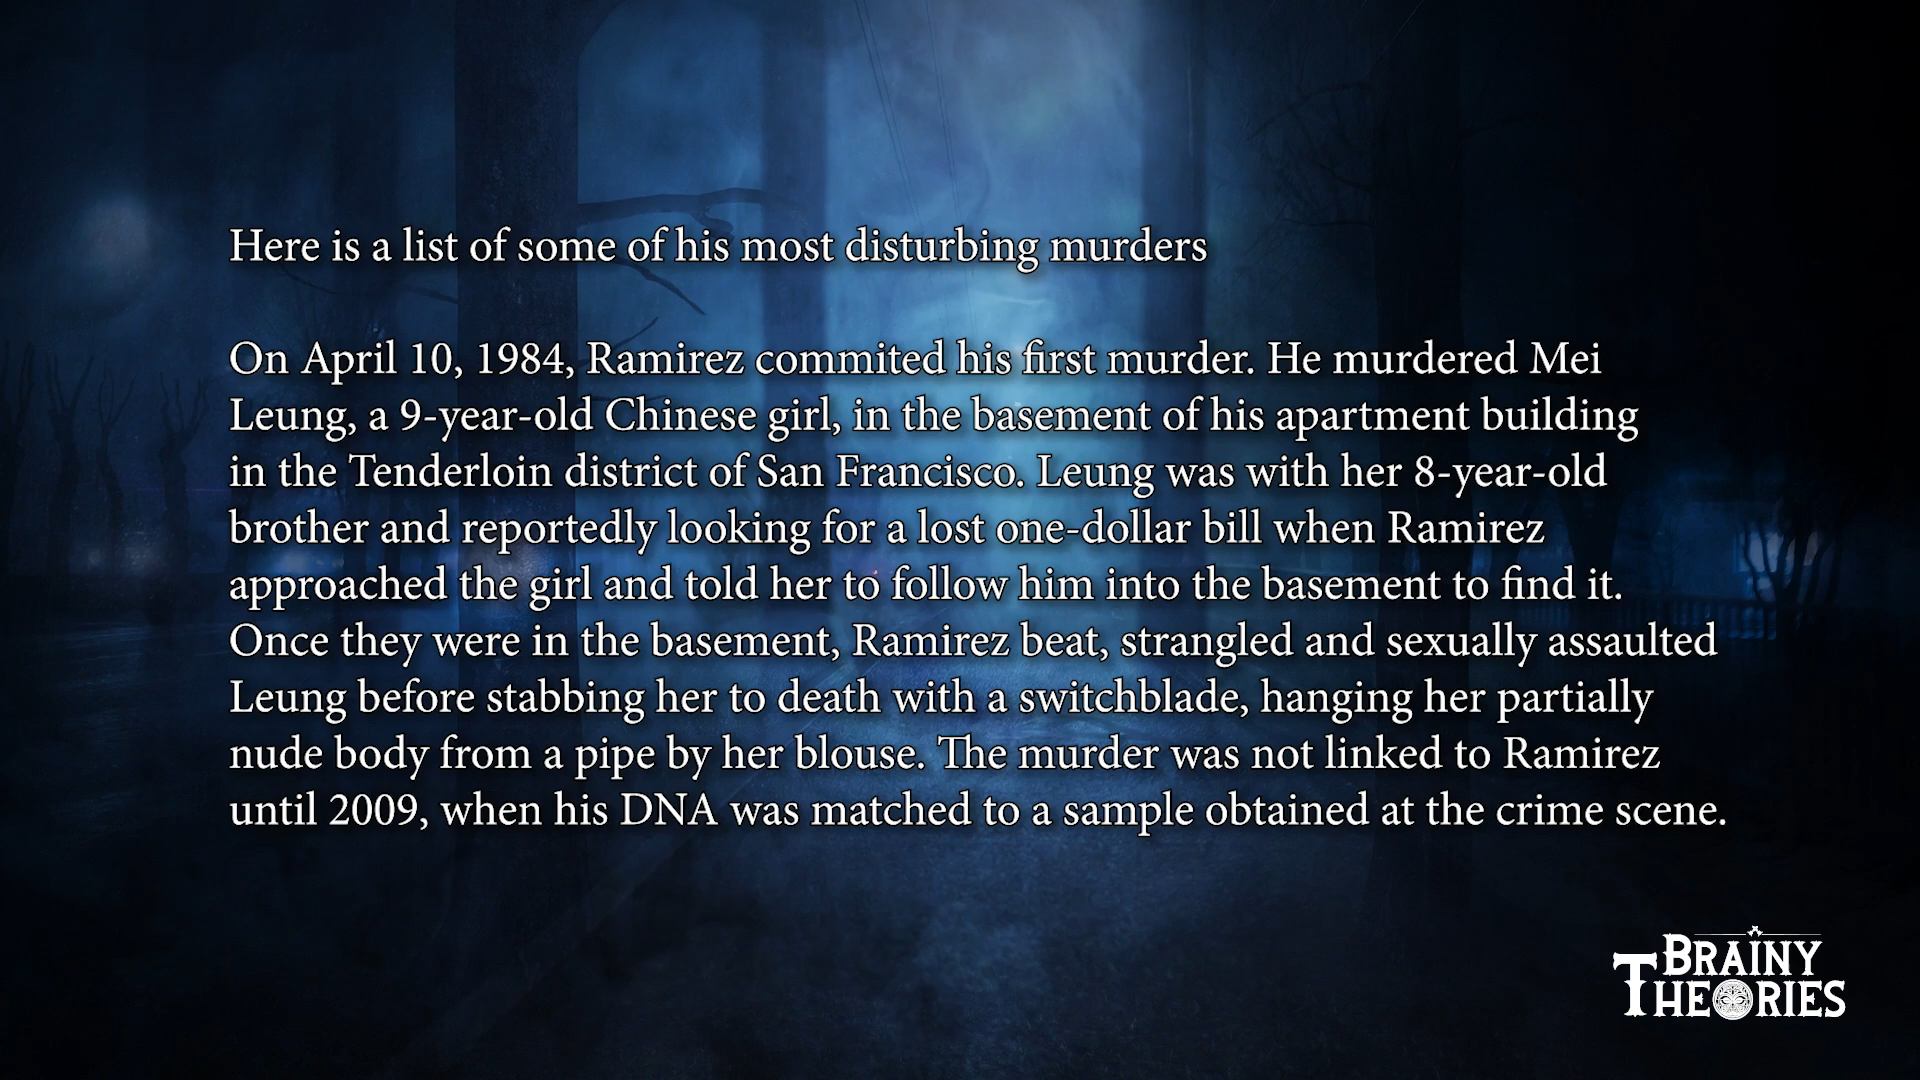 Here is a list of some of his most disturbing murders
On April 10, 1984, Ramirez commited his first murder. He murdered Mei
Leung, a 9-year-old Chinese girl, in the basement of his apartment building
in the Tenderloin district of San Francisco. Leung was with her 8-year-old
brother and reportedly looking for a lost one-dollar bill when Ramirez
approached the girl and told her to follow him into the basement to find it.
Once they were in the basement, Ramirez beat, strangled and sexually assaulted
Leung before stabbing her to death with a switchblade, hanging her partially
nude body from a pipe by her blouse. The murder was not linked to Ramirez
until 2009, when his DNA was matched to a sample obtained at the crime scene.
BRAINY
THEORIES